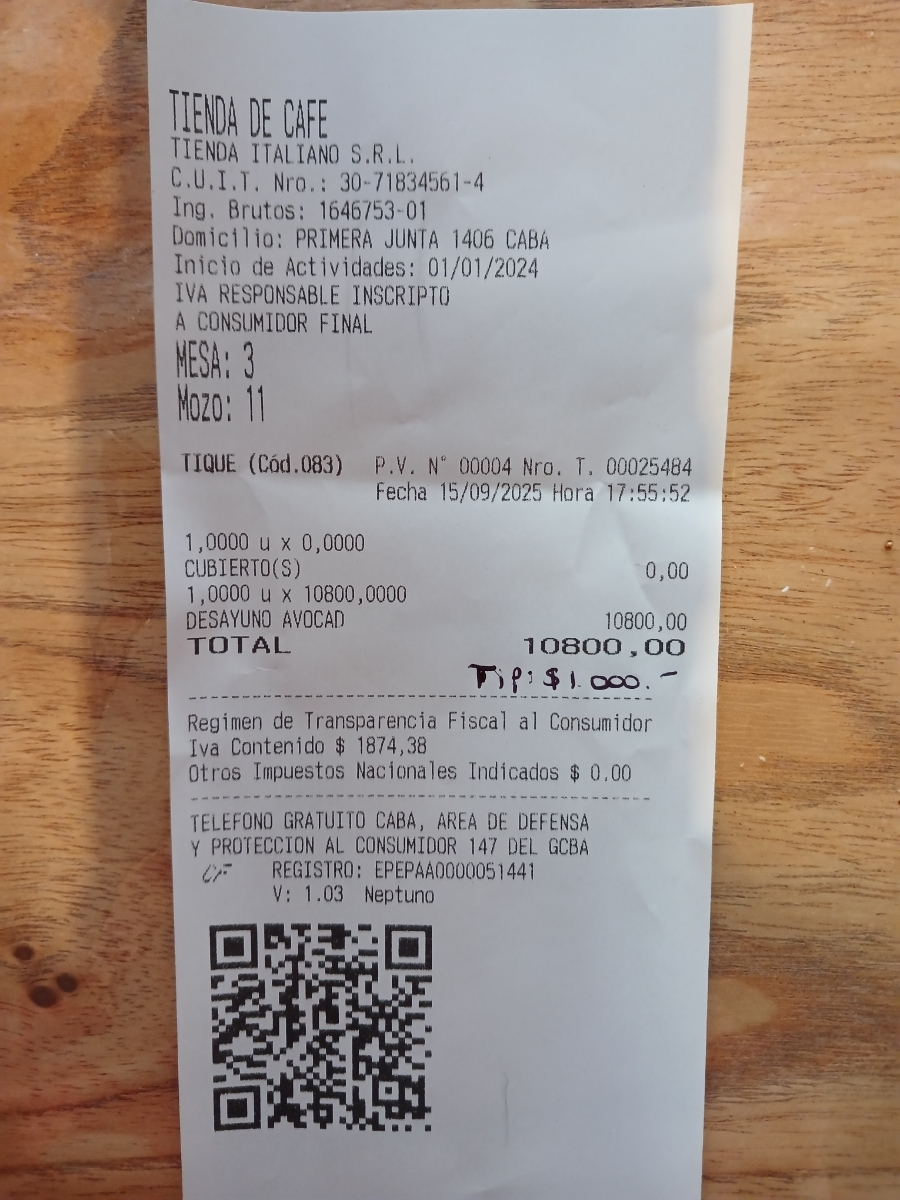 TIENDA DE CAFE
TIENDA ITALIANO S.R.L.
C.U.I.T. Nro.: 30-71834561-4
Ing. Brutos: 1646753-01
Domicilio: PRIMERA JUNTA 1406 CABA
Inicio de Actividades: 01/01/2024
IVA RESPONSABLE INSCRIPTO
A CONSUMIDOR FINAL
MESA: 3
Mozo: 11
TIQUE (Cód.083) P.V. N° 00004 Nro. T. 00025484
Fecha 15/09/2025 Hora 17:55:52
1,0000 u x 0,0000
CUBIERTO(S) 0,00
1,0000 u x 10800,0000
DESAYUNO AVOCAD 10800,00
TOTAL 10800,00
Tip: $1.000.-
Regimen de Transparencia Fiscal al Consumidor
Iva Contenido $ 1874,38
Otros Impuestos Nacionales Indicados $ 0.00
TELEFONO GRATUITO CABA, AREA DE DEFENSA
Y PROTECCION AL CONSUMIDOR 147 DEL GCBA
CF REGISTRO: EPEPAA0000051441
V: 1.03 Neptuno